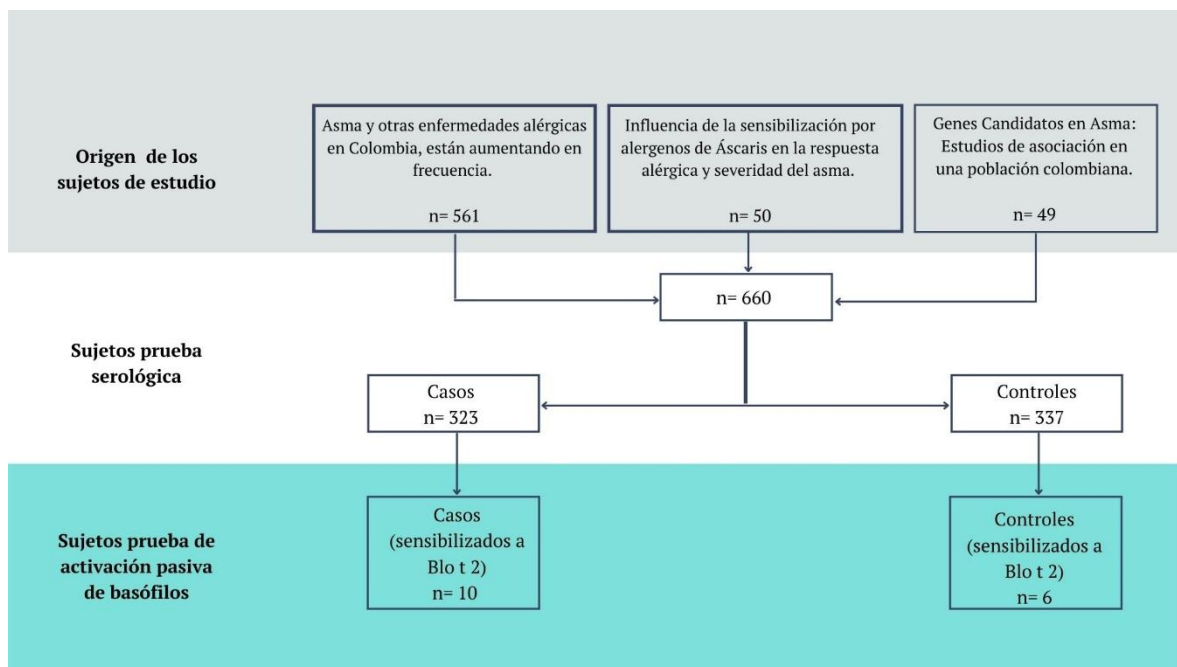 Origen de los
sujetos de estudio
Asma y otras enfermedades alérgicas
en Colombia, están aumentando en
frecuencia.
n= 561
Influencia de la sensibilización por
alergenos de Áscaris en la respuesta
alérgica y severidad del asma.
n= 50
Genes Candidatos en Asma:
Estudios de asociación en
una población colombiana.
n= 49
n= 660
Sujetos prueba
serológica
Casos
n= 323
Controles
n= 337
Sujetos prueba de
activación pasiva
de basófilos
Casos
(sensibilizados a
Blo t 2)
n= 10
Controles
(sensibilizados a
Blo t 2)
n= 6